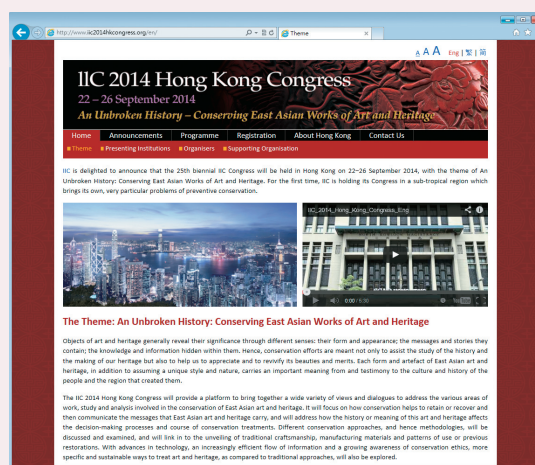 http://www.iic2014hkcongress.org/en/
Theme
A A A Eng | 繁 | 简
IIC 2014 Hong Kong Congress
22 – 26 September 2014
An Unbroken History – Conserving East Asian Works of Art and Heritage
Home Announcements Programme Registration About Hong Kong Contact Us
Theme Presenting Institutions Organisers Supporting Organisation
IIC is delighted to announce that the 25th biennial IIC Congress will be held in Hong Kong on 22-26 September 2014, with the theme of An
Unbroken History: Conserving East Asian Works of Art and Heritage. For the first time, IIC is holding its Congress in a sub-tropical region which
brings its own, very particular problems of preventive conservation.
IIC_2014_Hong_Kong_Congress_Eng
0:00 / 6:30
The Theme: An Unbroken History: Conserving East Asian Works of Art and Heritage
Objects of art and heritage generally reveal their significance through different senses: their form and appearance; the messages and stories they
contain; the knowledge and information hidden within them. Hence, conservation efforts are meant not only to assist the study of the history and
the making of our heritage but also to help us to appreciate and to revivify its beauties and merits. Each form and artefact of East Asian art and
heritage, in addition to assuming a unique style and nature, carries an important meaning from and testimony to the culture and history of the
people and the region that created them.
The IIC 2014 Hong Kong Congress will provide a platform to bring together a wide variety of views and dialogues to address the various areas of
work, study and analysis involved in the conservation of East Asian art and heritage. It will focus on how conservation helps to retain or recover and
then communicate the messages that East Asian art and heritage carry, and will address how the history or meaning of this art and heritage affects
the decision-making processes and course of conservation treatments. Different conservation approaches, and hence methodologies, will be
discussed and examined, and will link in to the unveiling of traditional craftsmanship, manufacturing materials and patterns of use or previous
restorations. With advances in technology, an increasingly efficient flow of information and a growing awareness of conservation ethics, more
specific and sustainable ways to treat art and heritage, as compared to traditional approaches, will also be explored.